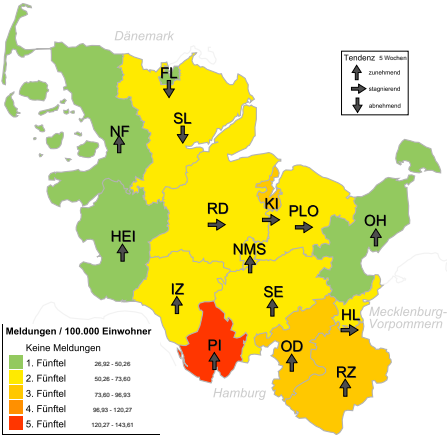 Dänemark
Tendenz 5 Wochen
zunehmend
stagnierend
abnehmend
FL
SL
NF
KI
RD
PLO
OH
HEI
NMS
IZ
SE
HL
Mecklenburg-
Vorpommern
PI
OD
RZ
Hamburg
Meldungen / 100.000 Einwohner
Keine Meldungen
1. Fünftel 26,92 - 50,26
2. Fünftel 50,26 - 73,60
3. Fünftel 73,60 - 96,93
4. Fünftel 96,93 - 120,27
5. Fünftel 120,27 - 143,61